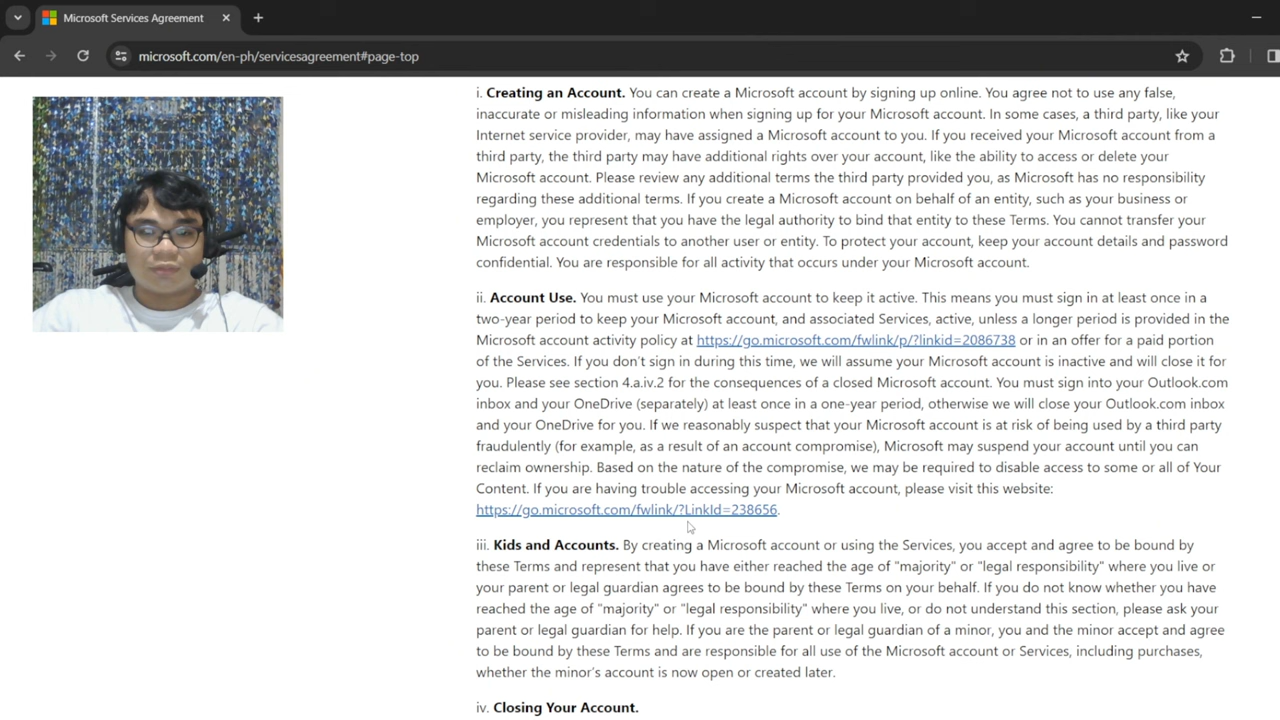 Microsoft Services Agreement
microsoft.com/en-ph/servicesagreement#page-top
i. Creating an Account. You can create a Microsoft account by signing up online. You agree not to use any false,
inaccurate or misleading information when signing up for your Microsoft account. In some cases, a third party, like your
Internet service provider, may have assigned a Microsoft account to you. If you received your Microsoft account from a
third party, the third party may have additional rights over your account, like the ability to access or delete your
Microsoft account. Please review any additional terms the third party provided you, as Microsoft has no responsibility
regarding these additional terms. If you create a Microsoft account on behalf of an entity, such as your business or
employer, you represent that you have the legal authority to bind that entity to these Terms. You cannot transfer your
Microsoft account credentials to another user or entity. To protect your account, keep your account details and password
confidential. You are responsible for all activity that occurs under your Microsoft account.
ii. Account Use. You must use your Microsoft account to keep it active. This means you must sign in at least once in a
two-year period to keep your Microsoft account, and associated Services, active, unless a longer period is provided in the
Microsoft account activity policy at https://go.microsoft.com/fwlink/p/?linkid=2086738 or in an offer for a paid portion
of the Services. If you don't sign in during this time, we will assume your Microsoft account is inactive and will close it for
you. Please see section 4.a.iv.2 for the consequences of a closed Microsoft account. You must sign into your Outlook.com
inbox and your OneDrive (separately) at least once in a one-year period, otherwise we will close your Outlook.com inbox
and your OneDrive for you. If we reasonably suspect that your Microsoft account is at risk of being used by a third party
fraudulently (for example, as a result of an account compromise), Microsoft may suspend your account until you can
reclaim ownership. Based on the nature of the compromise, we may be required to disable access to some or all of Your
Content. If you are having trouble accessing your Microsoft account, please visit this website:
https://go.microsoft.com/fwlink/?LinkId=238656.
iii. Kids and Accounts. By creating a Microsoft account or using the Services, you accept and agree to be bound by
these Terms and represent that you have either reached the age of "majority" or "legal responsibility" where you live or
your parent or legal guardian agrees to be bound by these Terms on your behalf. If you do not know whether you have
reached the age of "majority" or "legal responsibility" where you live, or do not understand this section, please ask your
parent or legal guardian for help. If you are the parent or legal guardian of a minor, you and the minor accept and agree
to be bound by these Terms and are responsible for all use of the Microsoft account or Services, including purchases,
whether the minor's account is now open or created later.
iv. Closing Your Account.